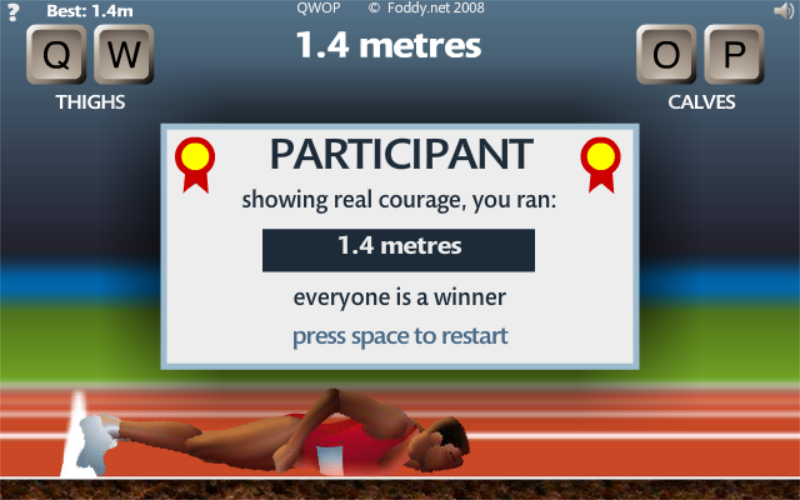 ?
Best: 1.4m
QWOP © Foddy.net 2008
1.4 metres
Q W
THIGHS
O P
CALVES
PARTICIPANT
showing real courage, you ran:
1.4 metres
everyone is a winner
press space to restart